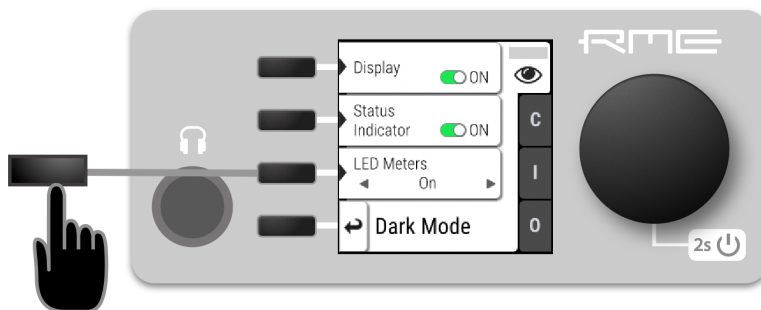 RME
Display
ON
Status
Indicator
ON
LED Meters
On
Dark Mode
C
I
O
2s